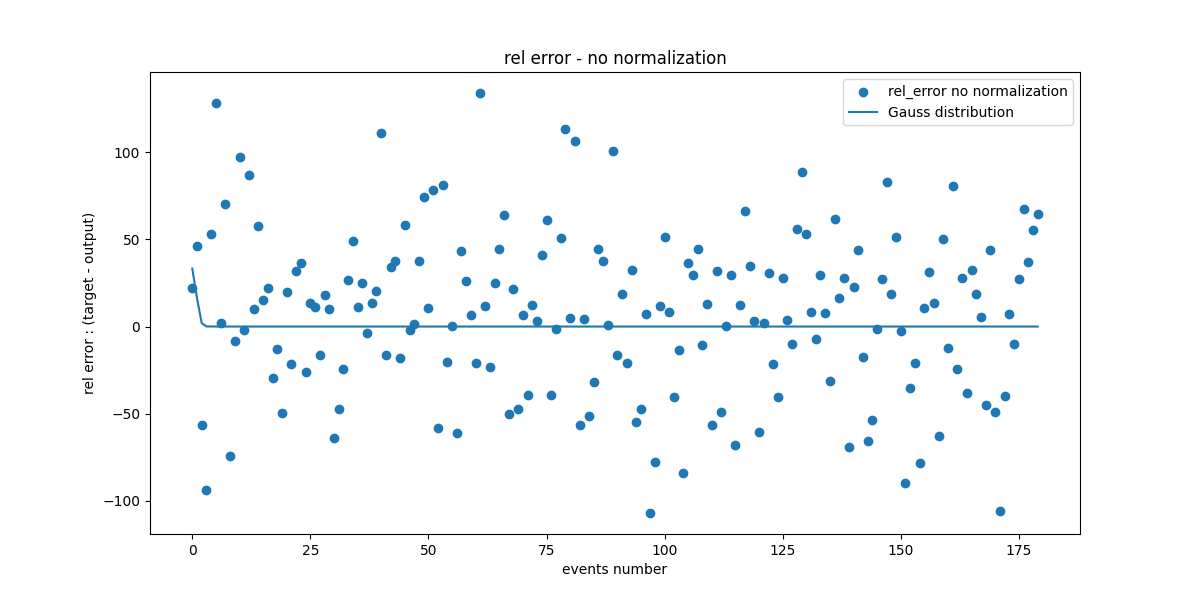 rel error - no normalization
rel_error no normalization
Gauss distribution
100
50
0
−50
−100
rel error : (target - output)
0 25 50 75 100 125 150 175
events number